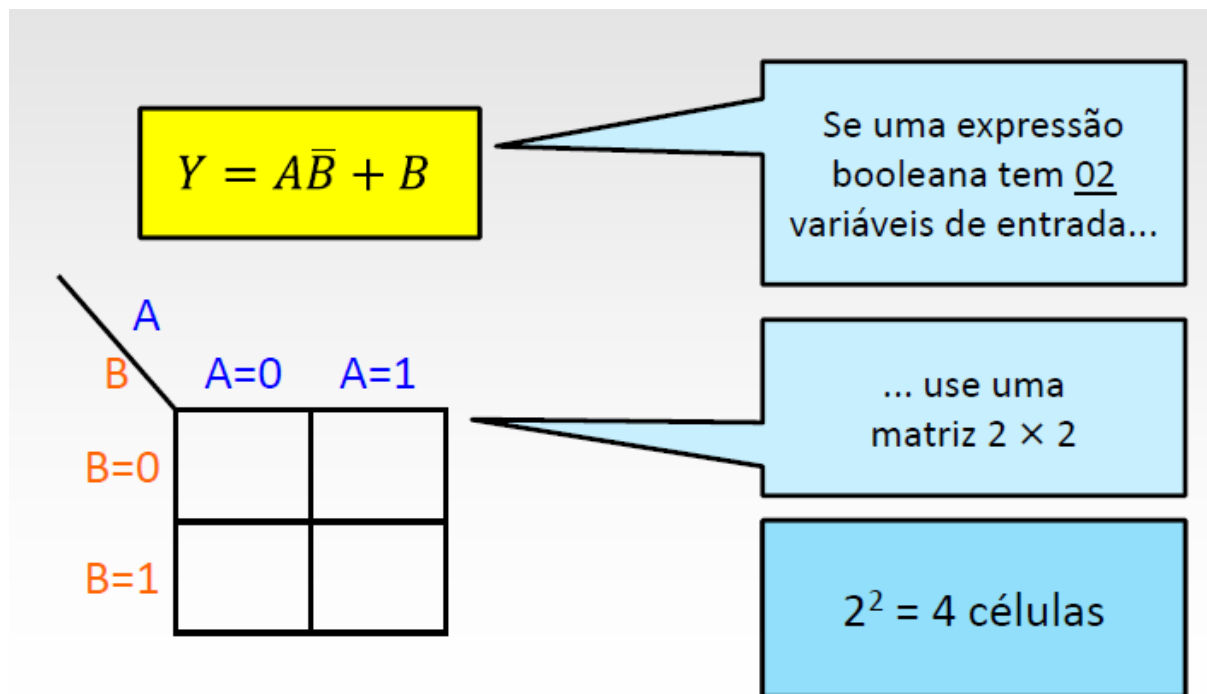 Y = AB̅ + B
Se uma expressão
booleana tem 02
variáveis de entrada...
A
B
A=0 A=1
B=0
B=1
... use uma
matriz 2 × 2
2² = 4 células